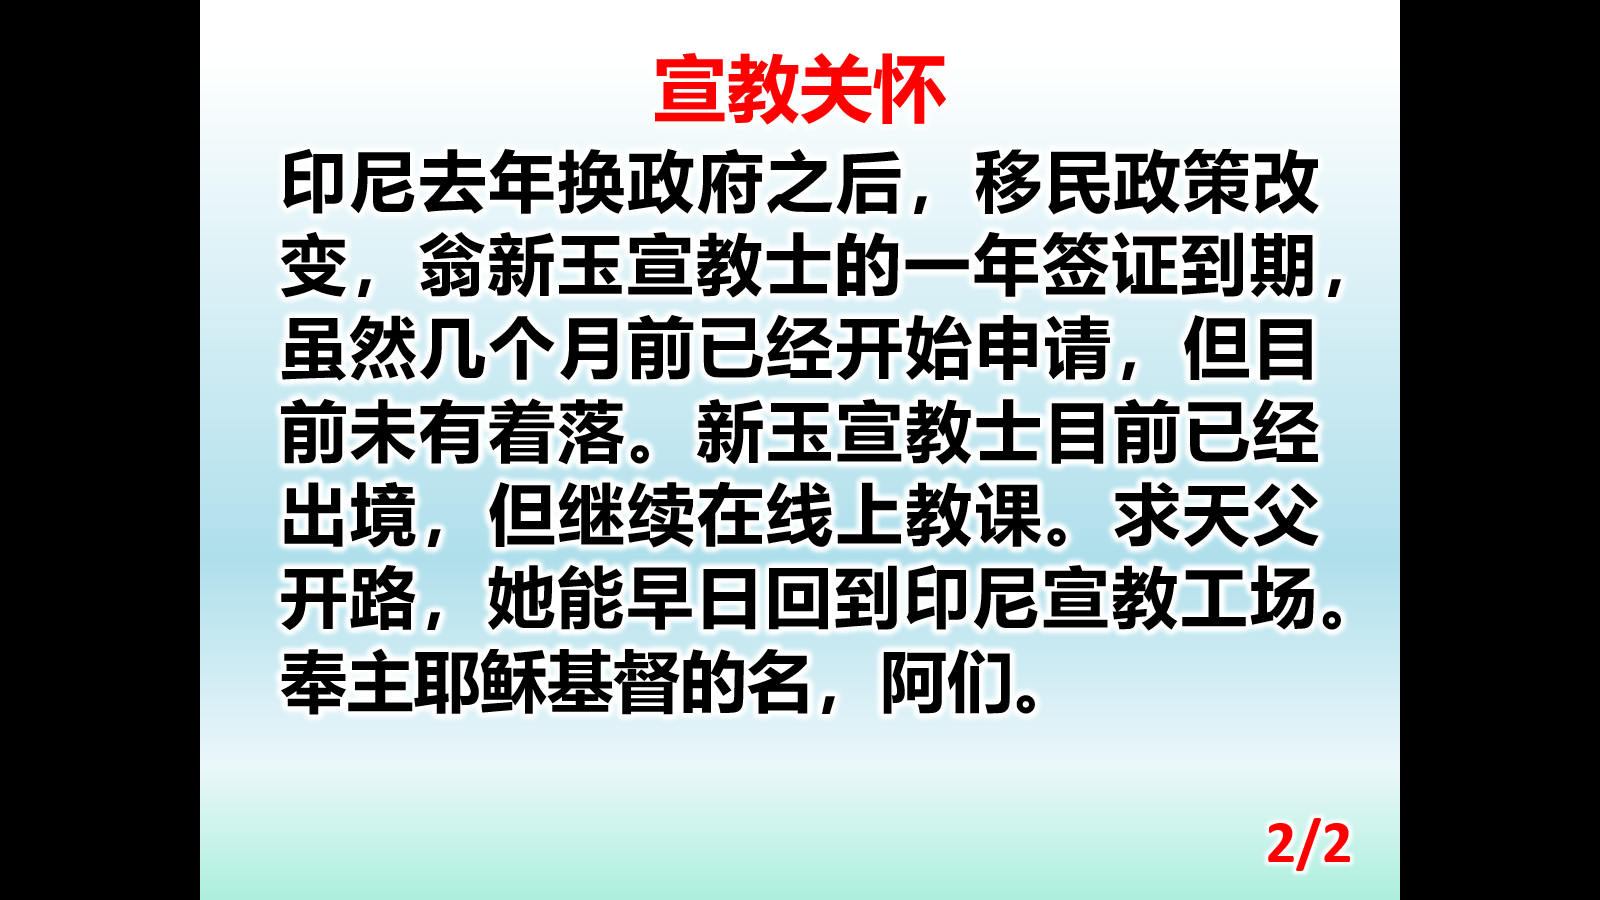 宣教关怀
印尼去年换政府之后，移民政策改
变，翁新玉宣教士的一年签证到期，
虽然几个月前已经开始申请，但目
前未有着落。新玉宣教士目前已经
出境，但继续在线上教课。求天父
开路，她能早日回到印尼宣教工场。
奉主耶稣基督的名，阿们。
2/2